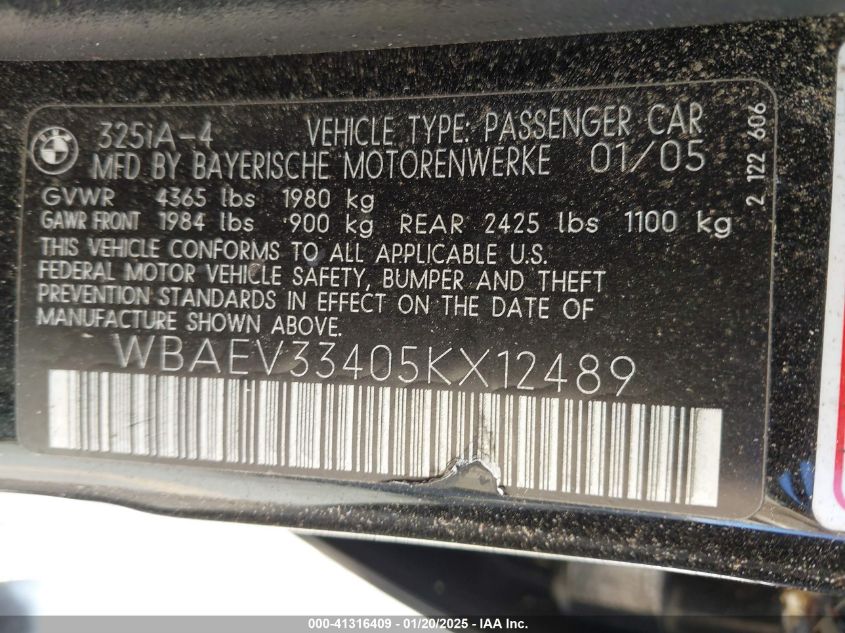 325iA-4 VEHICLE TYPE: PASSENGER CAR
MFD BY BAYERISCHE MOTORENWERKE 01/05
GVWR 4365 lbs 1980 kg
GAWR FRONT 1984 lbs 900 kg REAR 2425 lbs 1100 kg
THIS VEHICLE CONFORMS TO ALL APPLICABLE U.S.
FEDERAL MOTOR VEHICLE SAFETY, BUMPER AND THEFT
PREVENTION STANDARDS IN EFFECT ON THE DATE OF
MANUFACTURE SHOWN ABOVE.
WBAEV33405KX12489
2 122 606
000-41316409 - 01/20/2025 - IAAI.com